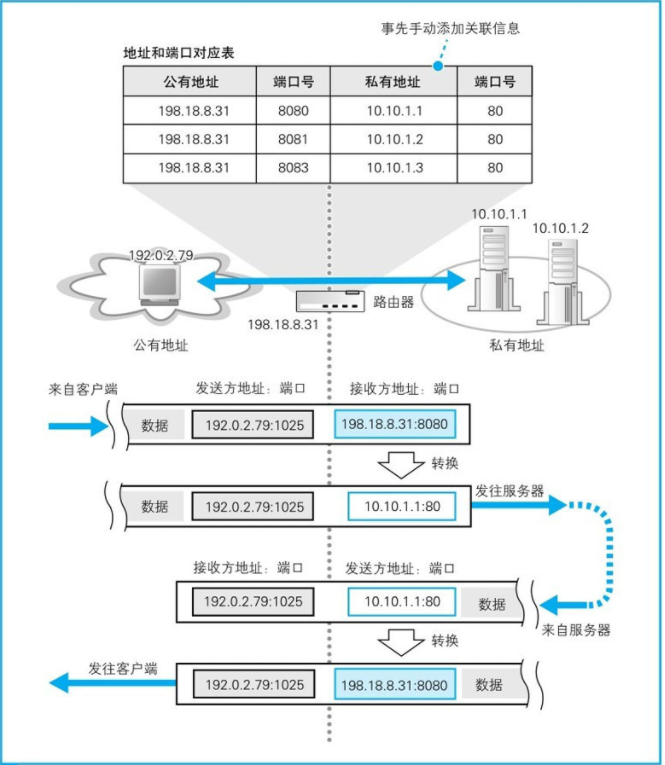 事先手动添加关联信息
地址和端口对应表
公有地址 端口号 私有地址 端口号
198.18.8.31 8080 10.10.1.1 80
198.18.8.31 8081 10.10.1.2 80
198.18.8.31 8083 10.10.1.3 80
10.10.1.1
10.10.1.2
192.0.2.79
路由器
198.18.8.31
公有地址
私有地址
来自客户端
发送方地址：端口 接收方地址：端口
数据 192.0.2.79:1025 198.18.8.31:8080
转换
发往服务器
数据 192.0.2.79:1025 10.10.1.1:80
接收方地址：端口 发送方地址：端口
192.0.2.79:1025 10.10.1.1:80 数据
来自服务器
转换
发往客户端
192.0.2.79:1025 198.18.8.31:8080 数据